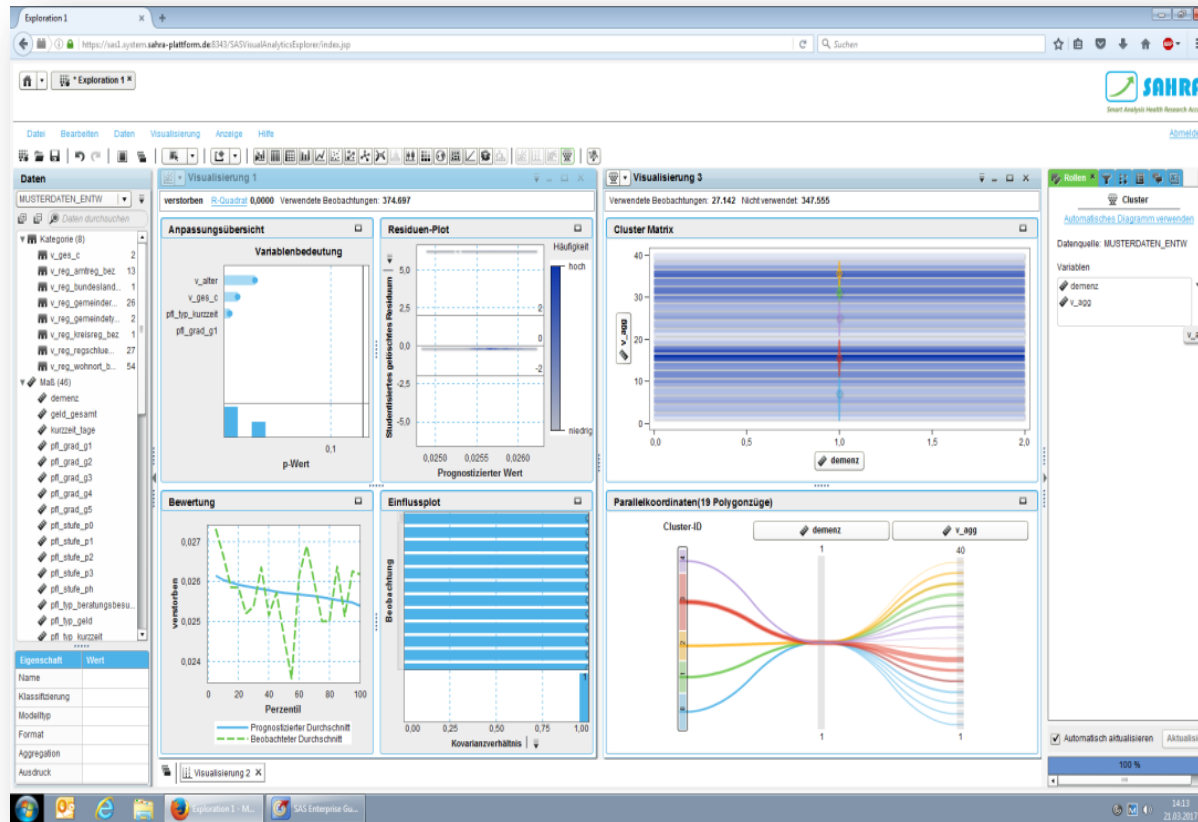 Exploration 1 x +
https://sas1.system.sahra-plattform.de:8343/SASVisualAnalyticsExplorer/index.jsp
Suchen
* Exploration 1
SAHRA
Smart Analysis Health Research
Datei Bearbeiten Daten Visualisierung Anzeige Hilfe
Abmelde
Daten
MUSTERDATEN_ENTW
Daten durchsuchen
Kategorie (8)
v_ges_c 2
v_reg_amtreg_bez 13
v_reg_bundesland... 1
v_reg_gemeinder... 26
v_reg_gemeindety... 2
v_reg_kreisreg_bez 1
v_reg_regschlue... 27
v_reg_wohnort_b... 54
Maß (46)
demenz
geld_gesamt
kurzzeit_tage
pfl_grad_g1
pfl_grad_g2
pfl_grad_g3
pfl_grad_g4
pfl_grad_g5
pfl_stufe_p0
pfl_stufe_p1
pfl_stufe_p2
pfl_stufe_p3
pfl_stufe_ph
pfl_typ_beratungsbesu...
pfl_typ_geld
pfl_typ_kurzzeit
Eigenschaft Wert
Name
Klassifizierung
Modelltyp
Format
Aggregation
Ausdruck
Visualisierung 1
verstorben R-Quadrat 0,0000 Verwendete Beobachtungen: 374.697
Anpassungsübersicht
Variablenbedeutung
v_alter
v_ges_c
pfl_typ_kurzzeit
pfl_grad_g1
0,1
p-Wert
Residuen-Plot
Häufigkeit
hoch
niedrig
Studentisiertes gelöschtes Residuum
5,0
2
2,5
0,0
0
-2
-2,5
-5,0
0,0250 0,0255 0,0260
Prognostizierter Wert
Bewertung
verstorben
0,027
0,026
0,025
0,024
0 20 40 60 80 100
Perzentil
Prognostizierter Durchschnitt
Beobachteter Durchschnitt
Einflussplot
Beobachtung
1
0,00 0,25 0,50 0,75 1,00
Kovarianzverhältnis
Visualisierung 3
Verwendete Beobachtungen: 27.142 Nicht verwendet: 347.555
Cluster Matrix
v_agg
40
30
20
10
0
0,0 0,5 1,0 1,5 2,0
demenz
Parallelkoordinaten(19 Polygonzüge)
Cluster-ID
demenz
v_agg
1
40
4
3
2
1
0
1
1
Visualisierung 2 X
Rollen
Cluster
Automatisches Diagramm verwenden
Datenquelle: MUSTERDATEN_ENTW
Variablen
demenz
v_agg
Automatisch aktualisieren
Aktualisi
100 %
Exploration 1 - M...
SAS Enterprise Gu...
14:13
21.03.2017